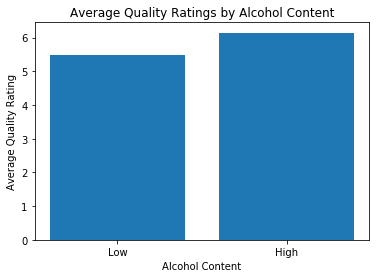 Average Quality Ratings by Alcohol Content
Average Quality Rating
6
5
4
3
2
1
0
Low High
Alcohol Content